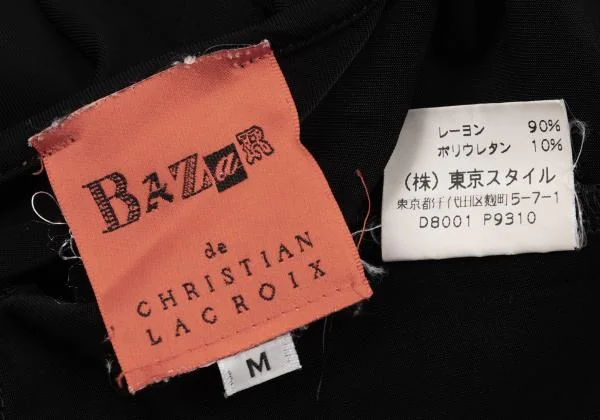 BAZaR
de
CHRISTIAN
LACROIX
M
レーヨン 90%
ポリウレタン 10%
(株) 東京スタイル
東京都千代田区麹町5-7-1
D8001 P9310